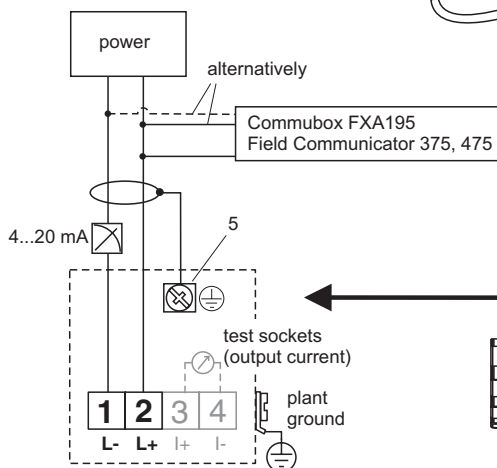 power
alternatively
Commubox FXA195
Field Communicator 375, 475
4...20 mA
5
test sockets
(output current)
1 2 3 4
L- L+ I+ I-
plant
ground